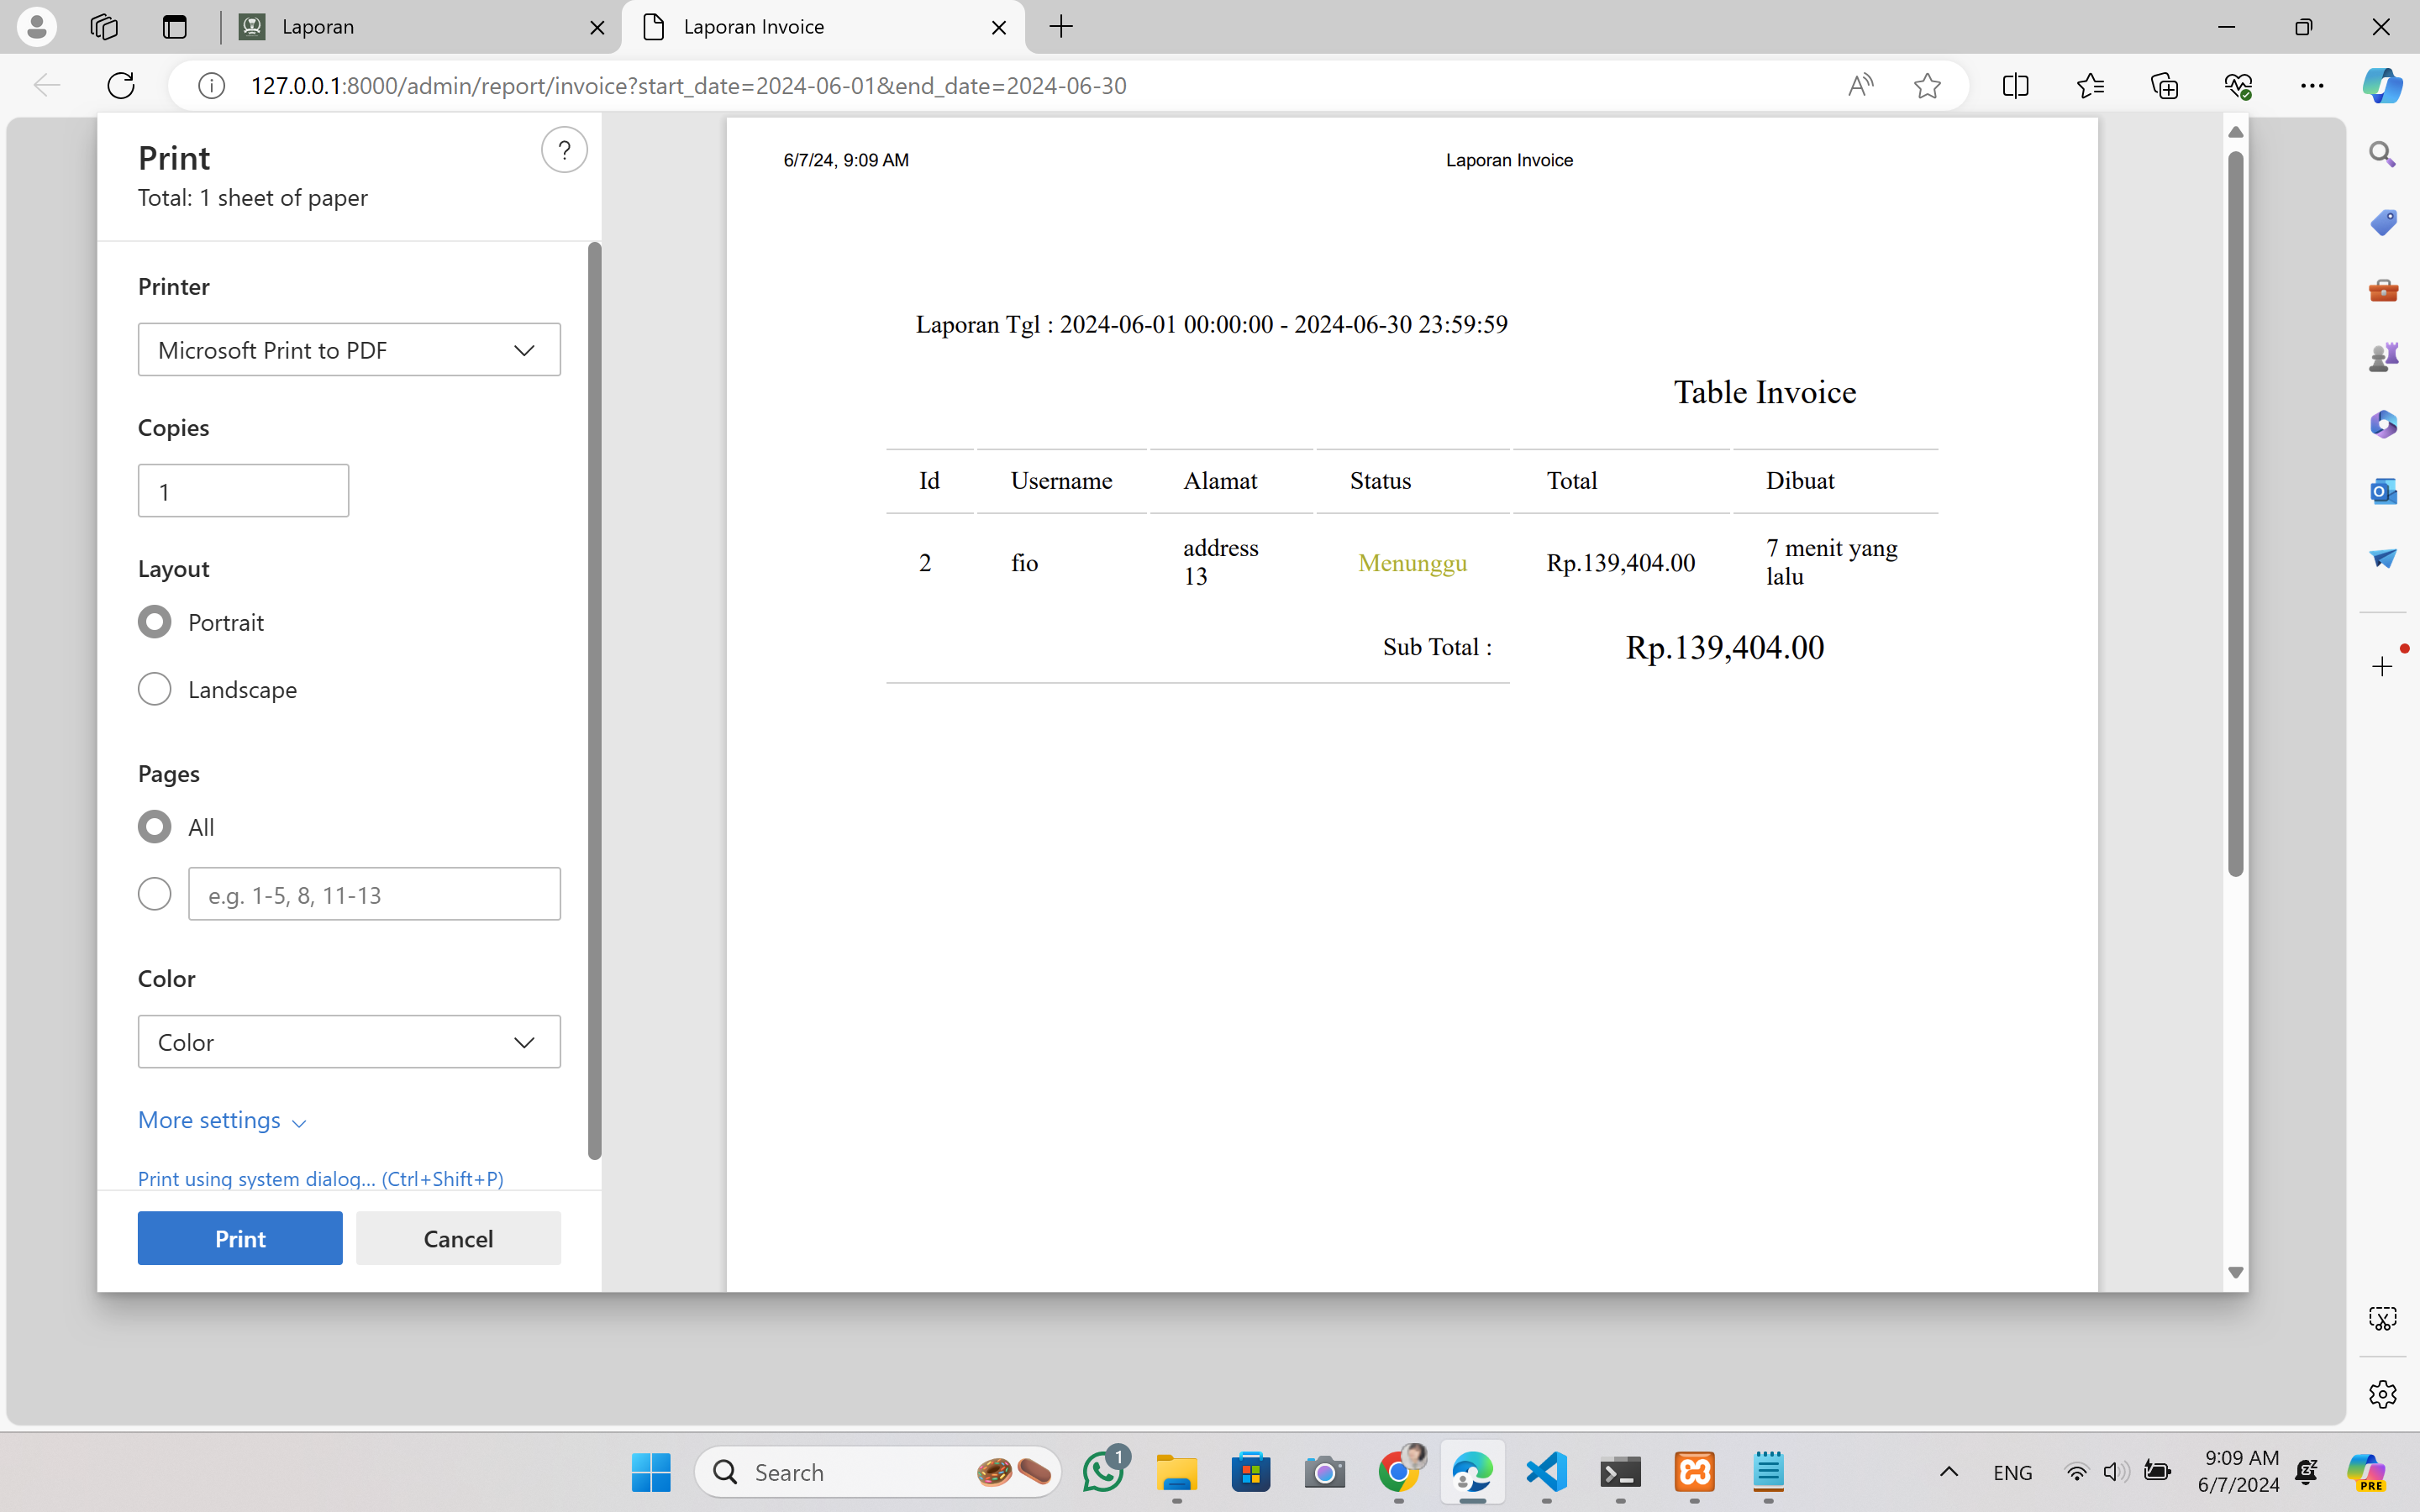 Laporan
Laporan Invoice
127.0.0.1:8000/admin/report/invoice?start_date=2024-06-01&end_date=2024-06-30
Print
?
Total: 1 sheet of paper
Printer
Microsoft Print to PDF
Copies
1
Layout
Portrait
Landscape
Pages
All
e.g. 1-5, 8, 11-13
Color
Color
More settings
Print using system dialog... (Ctrl+Shift+P)
Print Cancel
6/7/24, 9:09 AM Laporan Invoice
Laporan Tgl : 2024-06-01 00:00:00 - 2024-06-30 23:59:59
Table Invoice
Id Username Alamat Status Total Dibuat
2 fio address 13 Menunggu Rp.139,404.00 7 menit yang lalu
Sub Total : Rp.139,404.00
Search
1
ENG
9:09 AM
6/7/2024
PRE